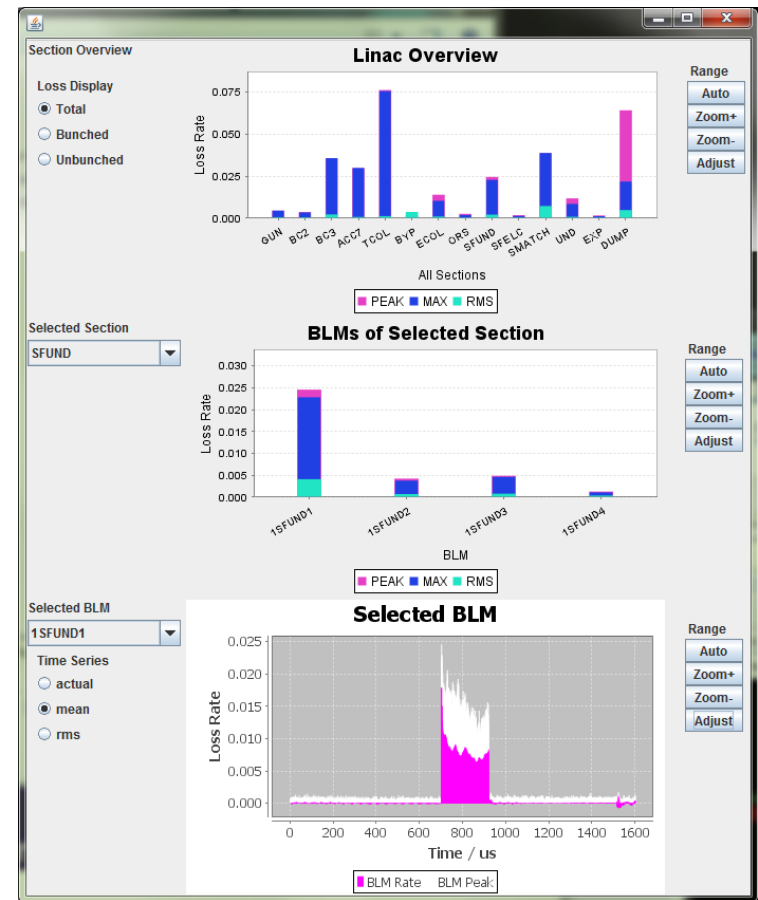 Section Overview
Linac Overview
Loss Display
Total
Bunched
Unbunched
Range
Auto
Zoom+
Zoom-
Adjust
Loss Rate
0.075
0.050
0.025
0.000
GUN BC2 BC3 ACC7 TCOL BYP ECOL ORS SFUND SFELC SMATCH UND EXP DUMP
All Sections
PEAK MAX RMS
Selected Section
SFUND
BLMs of Selected Section
Range
Auto
Zoom+
Zoom-
Adjust
Loss Rate
0.030
0.025
0.020
0.015
0.010
0.005
0.000
1SFUND1 1SFUND2 1SFUND3 1SFUND4
BLM
PEAK MAX RMS
Selected BLM
1SFUND1
Time Series
actual
mean
rms
Selected BLM
Range
Auto
Zoom+
Zoom-
Adjust
Loss Rate
0.025
0.020
0.015
0.010
0.005
0.000
0 200 400 600 800 1000 1200 1400 1600
Time / us
BLM Rate BLM Peak